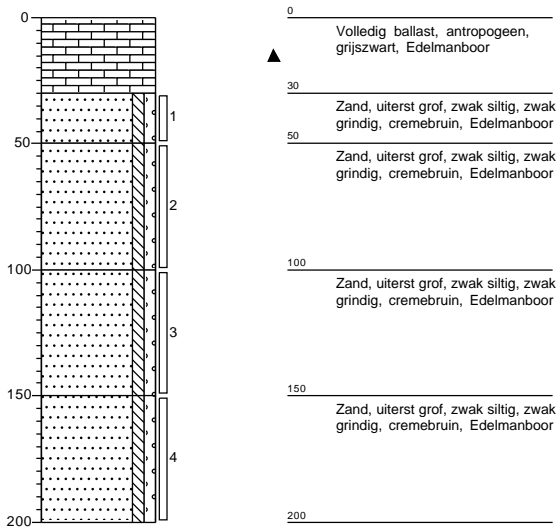 0
50
100
150
200
1
2
3
4
0
Volledig ballast, antropogeen,
grijszwart, Edelmanboor
30
Zand, uiterst grof, zwak siltig, zwak
grindig, cremebruin, Edelmanboor
50
Zand, uiterst grof, zwak siltig, zwak
grindig, cremebruin, Edelmanboor
100
Zand, uiterst grof, zwak siltig, zwak
grindig, cremebruin, Edelmanboor
150
Zand, uiterst grof, zwak siltig, zwak
grindig, cremebruin, Edelmanboor
200